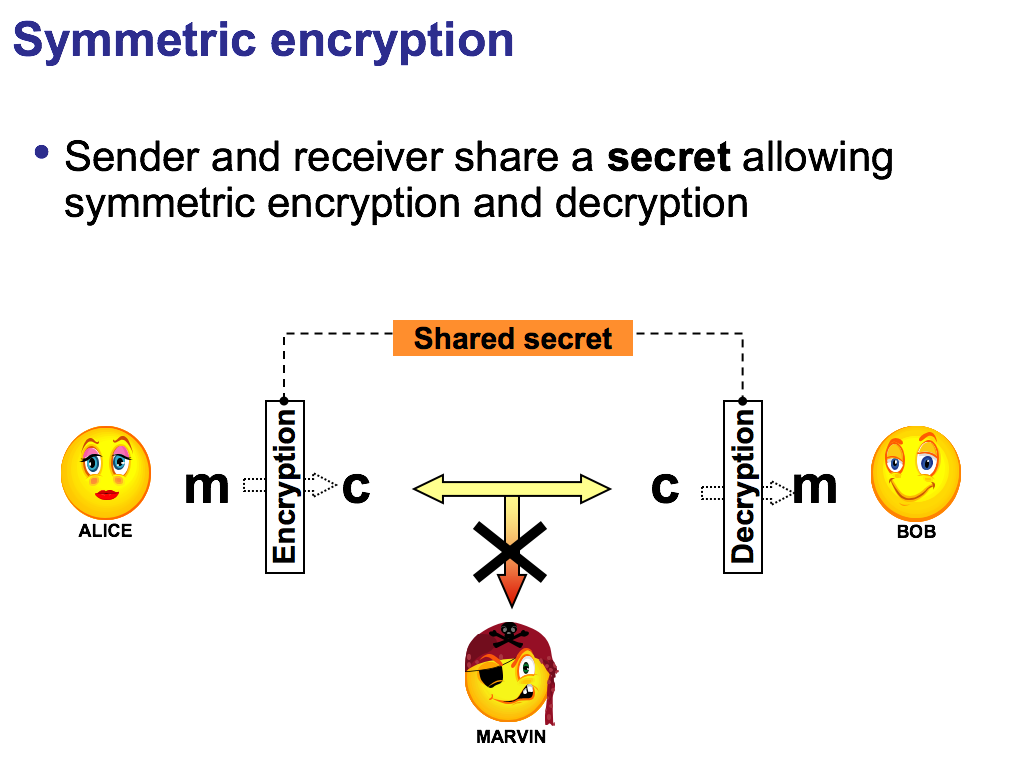 Symmetric encryption
• Sender and receiver share a secret allowing
symmetric encryption and decryption
Shared secret
Encryption
Decryption
m
c
c
m
ALICE
BOB
MARVIN